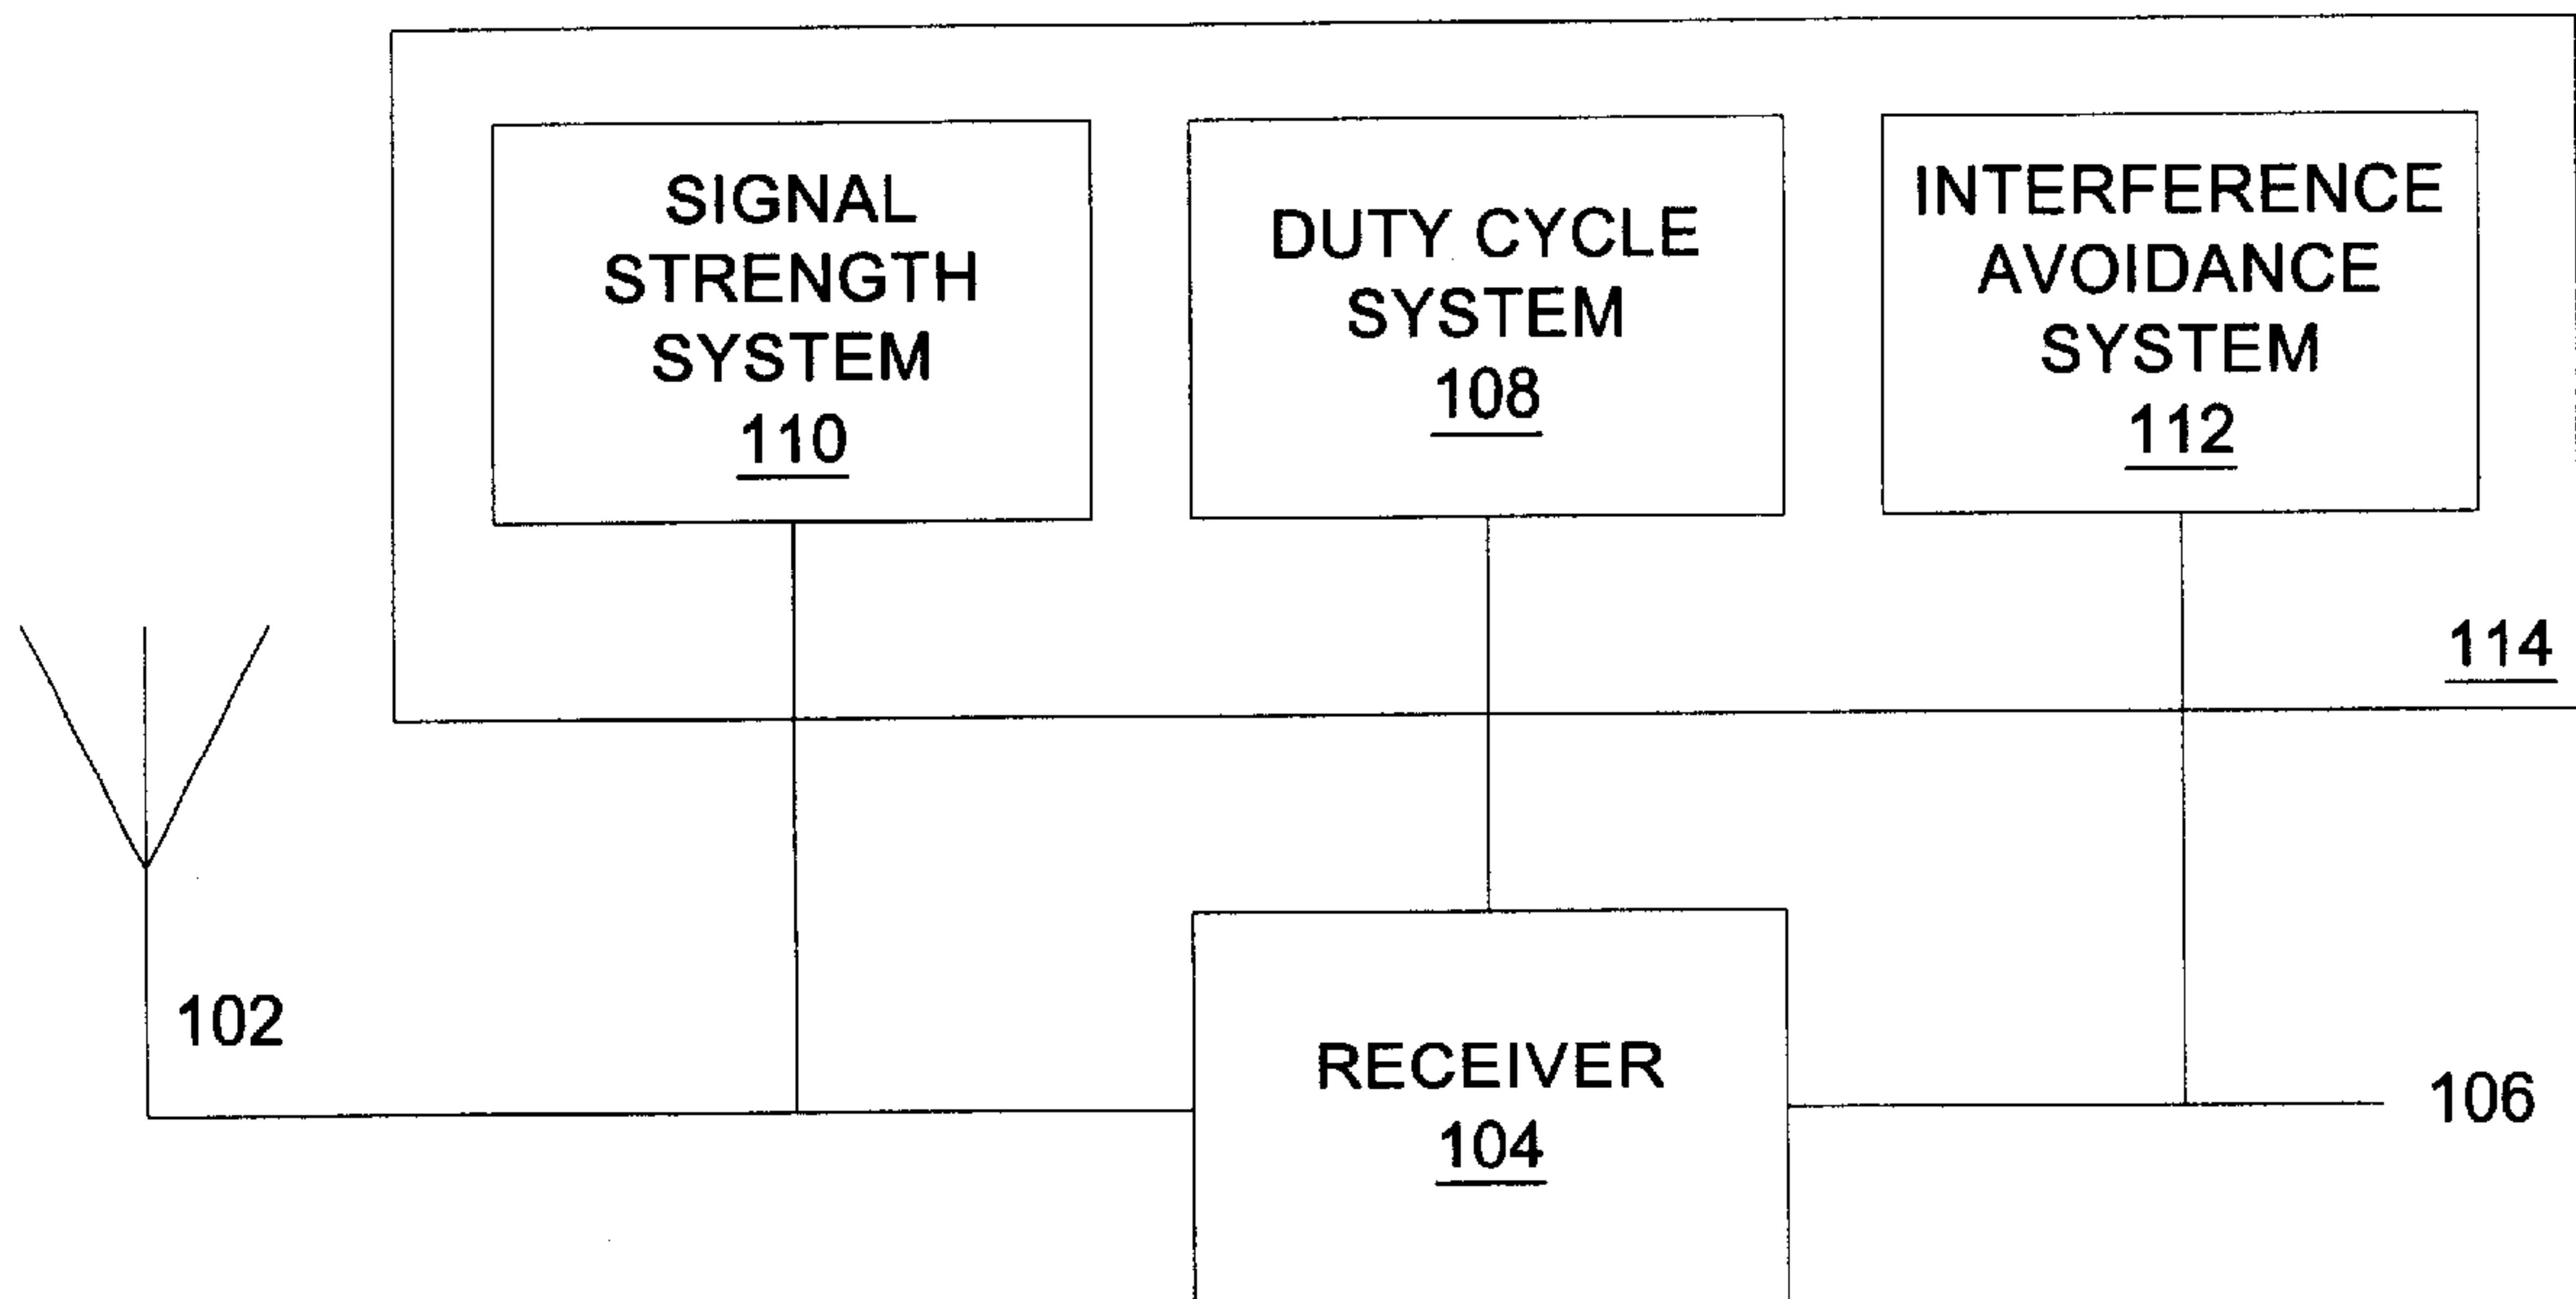 SIGNAL
STRENGTH
SYSTEM
110
DUTY CYCLE
SYSTEM
108
INTERFERENCE
AVOIDANCE
SYSTEM
112
114
102
RECEIVER
104
106